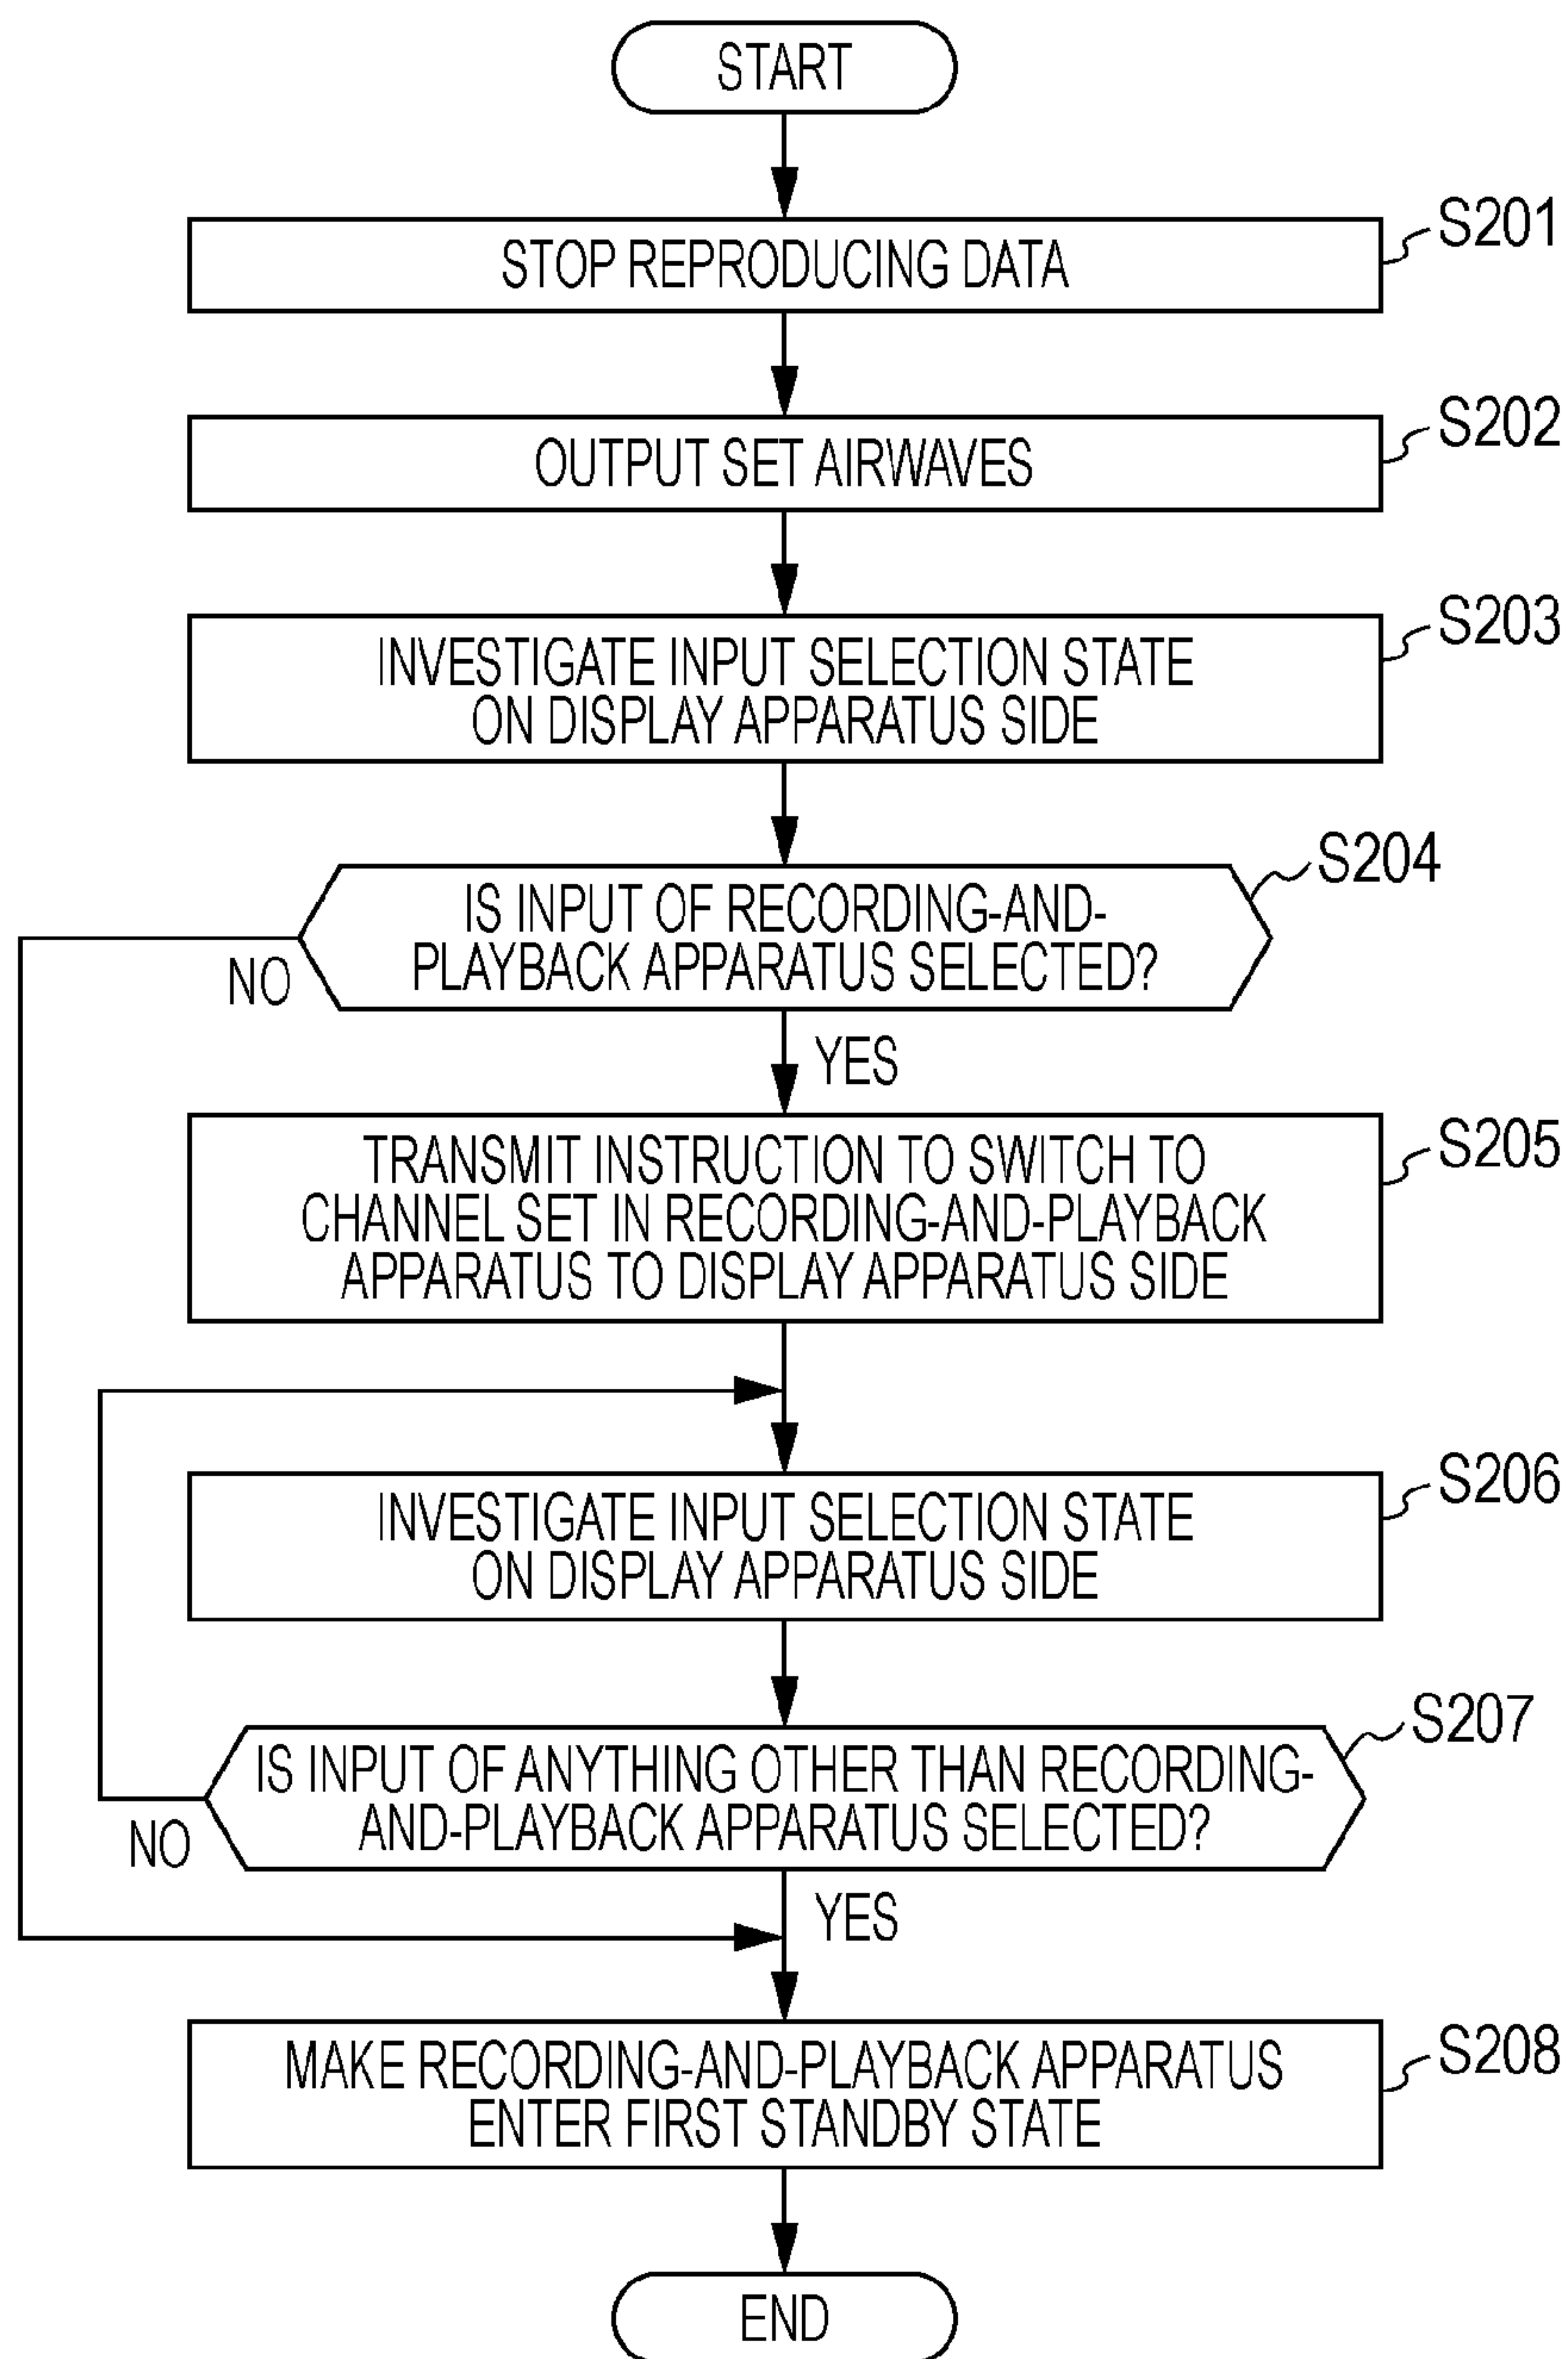 START
S201
STOP REPRODUCING DATA
S202
OUTPUT SET AIRWAVES
S203
INVESTIGATE INPUT SELECTION STATE
ON DISPLAY APPARATUS SIDE
S204
IS INPUT OF RECORDING-AND-
PLAYBACK APPARATUS SELECTED?
NO
YES
S205
TRANSMIT INSTRUCTION TO SWITCH TO
CHANNEL SET IN RECORDING-AND-PLAYBACK
APPARATUS TO DISPLAY APPARATUS SIDE
S206
INVESTIGATE INPUT SELECTION STATE
ON DISPLAY APPARATUS SIDE
S207
IS INPUT OF ANYTHING OTHER THAN RECORDING-
AND-PLAYBACK APPARATUS SELECTED?
NO
YES
S208
MAKE RECORDING-AND-PLAYBACK APPARATUS
ENTER FIRST STANDBY STATE
END